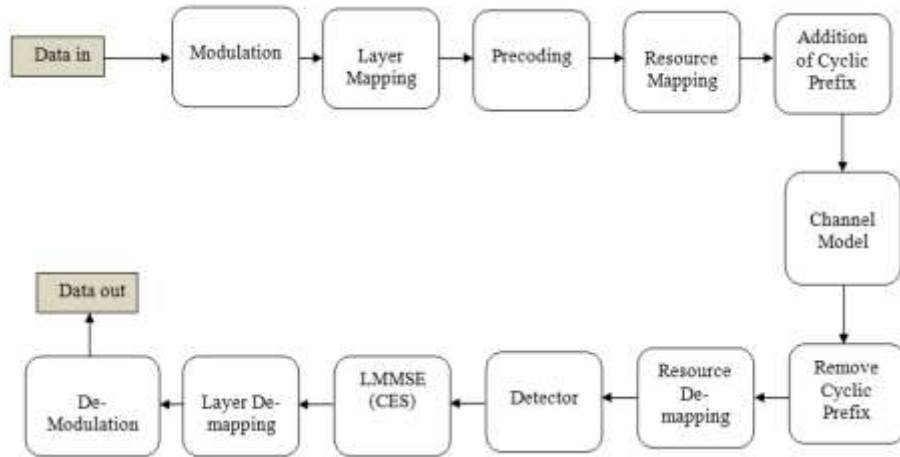 Data in
Modulation
Layer
Mapping
Precoding
Resource
Mapping
Addition
of Cyclic
Prefix
Channel
Model
Data out
De-
Modulation
Layer De-
mapping
LMMSE
(CES)
Detector
Resource
De-
mapping
Remove
Cyclic
Prefix